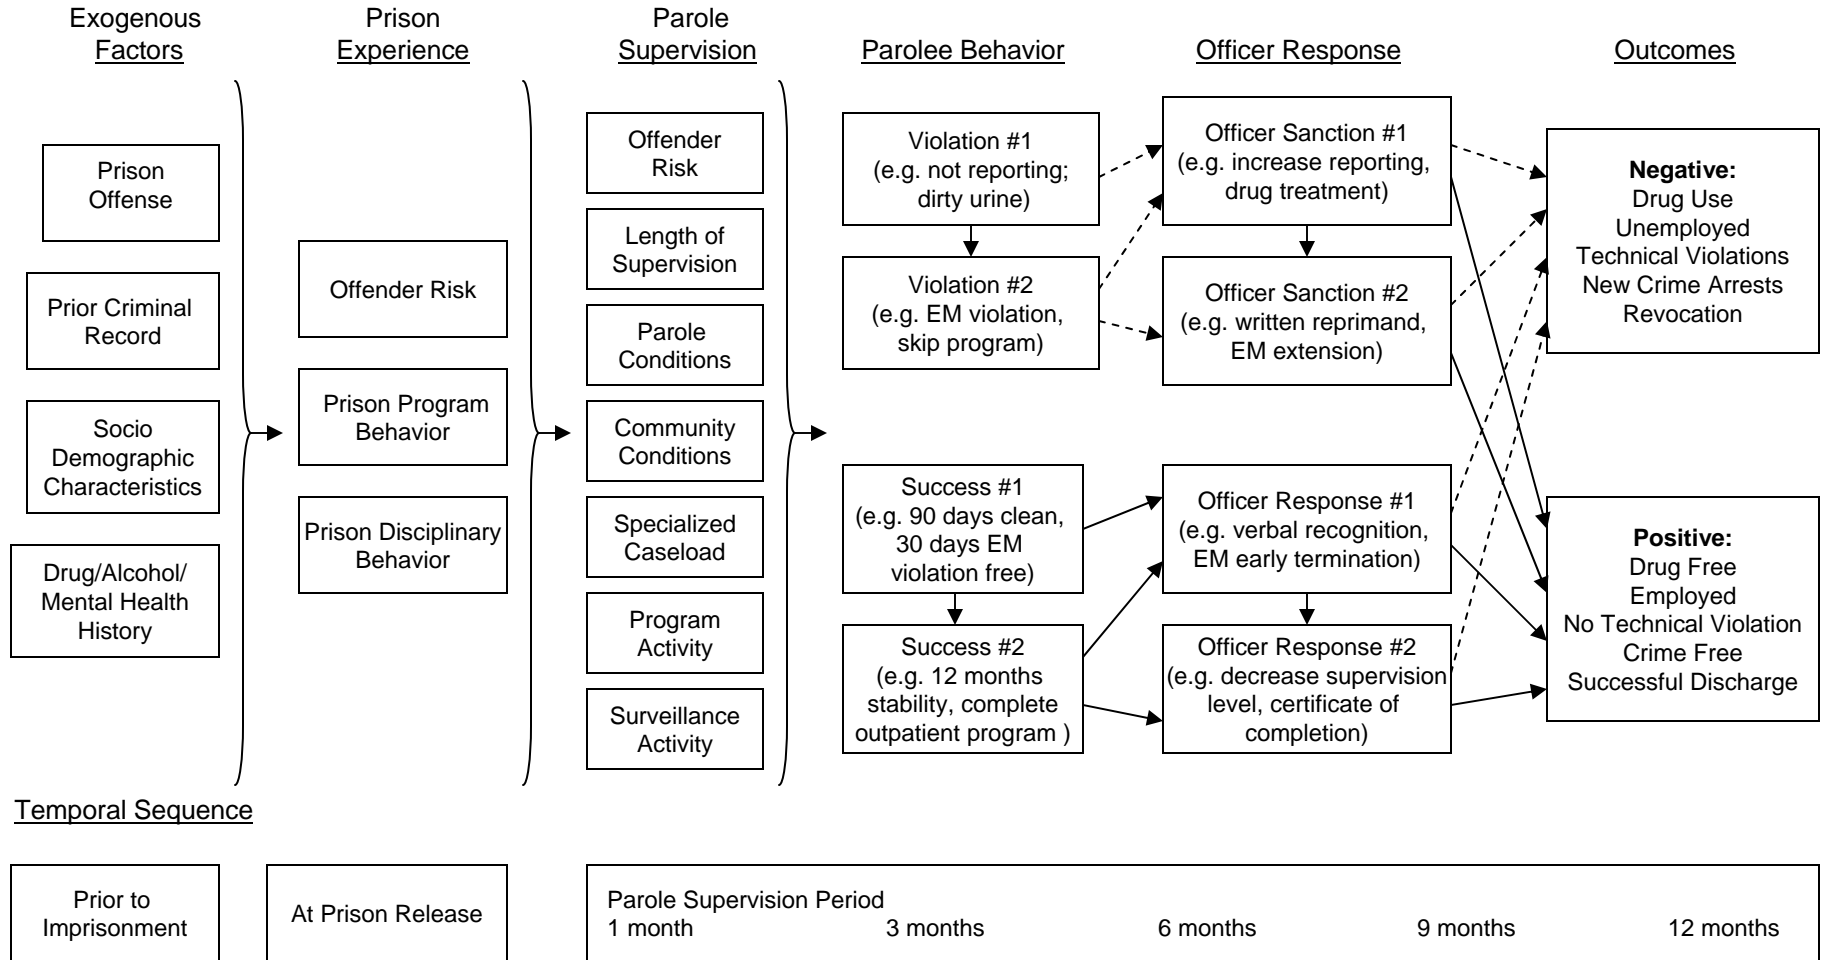 Exogenous
Factors
Prison
Experience
Parole
Supervision
Parolee Behavior
Officer Response
Outcomes
Prison
Offense
Prior Criminal
Record
Socio
Demographic
Characteristics
Drug/Alcohol/
Mental Health
History
Offender Risk
Prison Program
Behavior
Prison Disciplinary
Behavior
Offender
Risk
Length of
Supervision
Parole
Conditions
Community
Conditions
Specialized
Caseload
Program
Activity
Surveillance
Activity
Violation #1
(e.g. not reporting;
dirty urine)
Violation #2
(e.g. EM violation,
skip program)
Success #1
(e.g. 90 days clean,
30 days EM
violation free)
Success #2
(e.g. 12 months
stability, complete
outpatient program )
Officer Sanction #1
(e.g. increase reporting,
drug treatment)
Officer Sanction #2
(e.g. written reprimand,
EM extension)
Officer Response #1
(e.g. verbal recognition,
EM early termination)
Officer Response #2
(e.g. decrease supervision
level, certificate of
completion)
Negative:
Drug Use
Unemployed
Technical Violations
New Crime Arrests
Revocation
Positive:
Drug Free
Employed
No Technical Violation
Crime Free
Successful Discharge
Temporal Sequence
Prior to
Imprisonment
At Prison Release
Parole Supervision Period
1 month 3 months 6 months 9 months 12 months